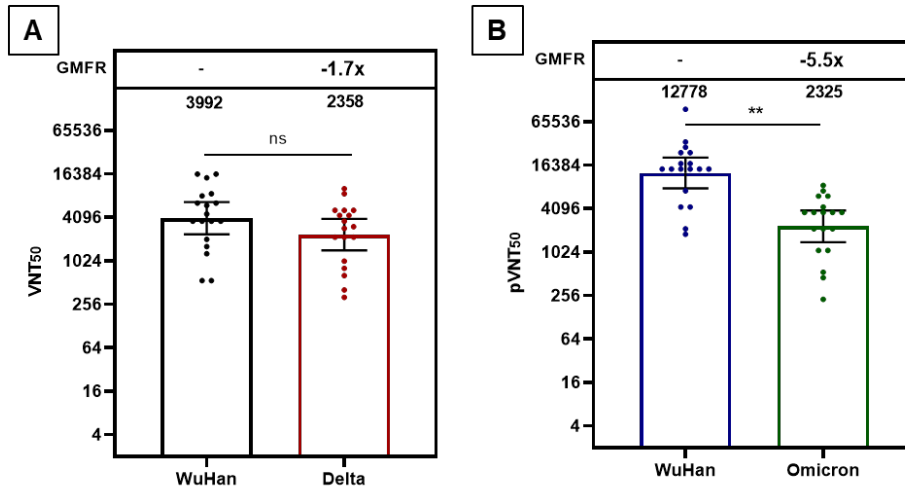 A
GMFR - -1.7x
3992 2358
65536
ns
16384
4096
1024
256
64
16
4
VNT50
WuHan Delta
B
GMFR - -5.5x
12778 2325
65536
**
16384
4096
1024
256
64
16
4
pVNT50
WuHan Omicron